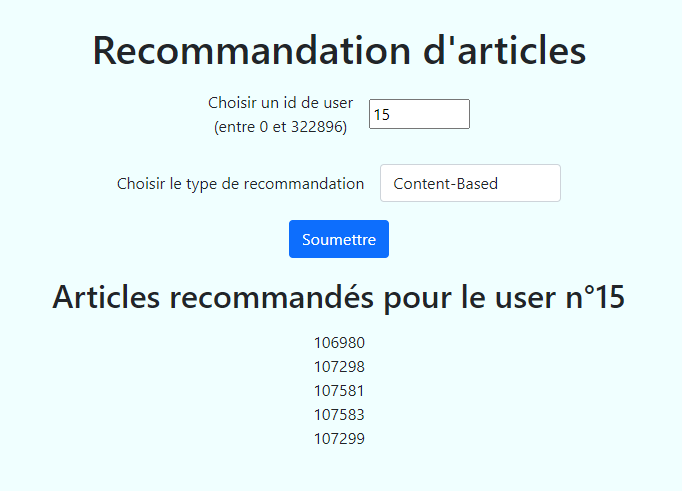 Recommandation d'articles
Choisir un id de user
(entre 0 et 322896)
15
Choisir le type de recommandation
Content-Based
Soumettre
Articles recommandés pour le user n°15
106980
107298
107581
107583
107299